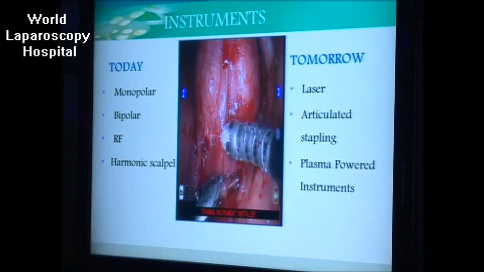 World
Laparoscopy
Hospital
INSTRUMENTS
TODAY
Monopolar
Bipolar
RF
Harmonic scalpel
TOMORROW
Laser
Articulated
stapling
Plasma Powered
Instruments